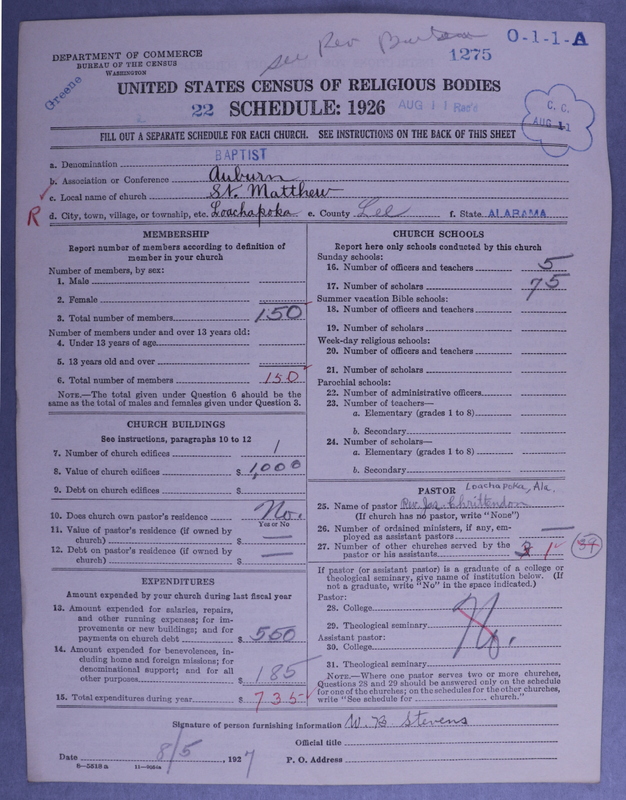 see Rev
O-1-1-A
1275
DEPARTMENT OF COMMERCE
BUREAU OF THE CENSUS
WASHINGTON
Greene
UNITED STATES CENSUS OF RELIGIOUS BODIES
22 SCHEDULE: 1926 AUG 11 Rec'd
C. C.
AUG 11
FILL OUT A SEPARATE SCHEDULE FOR EACH CHURCH. SEE INSTRUCTIONS ON THE BACK OF THIS SHEET
a. Denomination BAPTIST
b. Association or Conference Auburn
c. Local name of church St. Matthew
R d. City, town, village, or township, etc. Loachapoka e. County Lee f. State ALABAMA
MEMBERSHIP
Report number of members according to definition of
member in your church
Number of members, by sex:
1. Male
2. Female
3. Total number of members 150
Number of members under and over 13 years old:
4. Under 13 years of age
5. 13 years old and over
6. Total number of members 150
NOTE.—The total given under Question 6 should be the
same as the total of males and females given under Question 3.
CHURCH BUILDINGS
See instructions, paragraphs 10 to 12
7. Number of church edifices 1
8. Value of church edifices $ 1,000
9. Debt on church edifices $
10. Does church own pastor's residence No.
Yes or No
11. Value of pastor's residence (if owned by
church) $ —
12. Debt on pastor's residence (if owned by
church) $ —
EXPENDITURES
Amount expended by your church during last fiscal year
13. Amount expended for salaries, repairs,
and other running expenses; for im-
provements or new buildings; and for
payments on church debt $ 550
14. Amount expended for benevolences, in-
cluding home and foreign missions; for
denominational support; and for all
other purposes $ 185
15. Total expenditures during year $ 735
CHURCH SCHOOLS
Report here only schools conducted by this church
Sunday schools:
16. Number of officers and teachers 5
17. Number of scholars 75
Summer vacation Bible schools:
18. Number of officers and teachers
19. Number of scholars
Week-day religious schools:
20. Number of officers and teachers
21. Number of scholars
Parochial schools:
22. Number of administrative officers
23. Number of teachers—
a. Elementary (grades 1 to 8)
b. Secondary
24. Number of scholars—
a. Elementary (grades 1 to 8)
b. Secondary
PASTOR Loachapoka, Ala.
25. Name of pastor Rev. Jas. Chrittendon
(If church has no pastor, write "None")
26. Number of ordained ministers, if any, em-
ployed as assistant pastors —
27. Number of other churches served by the
pastor or his assistants 1
If pastor (or assistant pastor) is a graduate of a college or
theological seminary, give name of institution below. (If
not a graduate, write "No" in the space indicated.)
Pastor:
28. College
29. Theological seminary No.
Assistant pastor:
30. College
31. Theological seminary
NOTE.—Where one pastor serves two or more churches,
Questions 28 and 29 should be answered only on the schedule
for one of the churches; on the schedules for the other churches,
write "See schedule for church."
Signature of person furnishing information W. B Stevens
Official title
Date 8/5, 1927 P. O. Address
8—5518 a